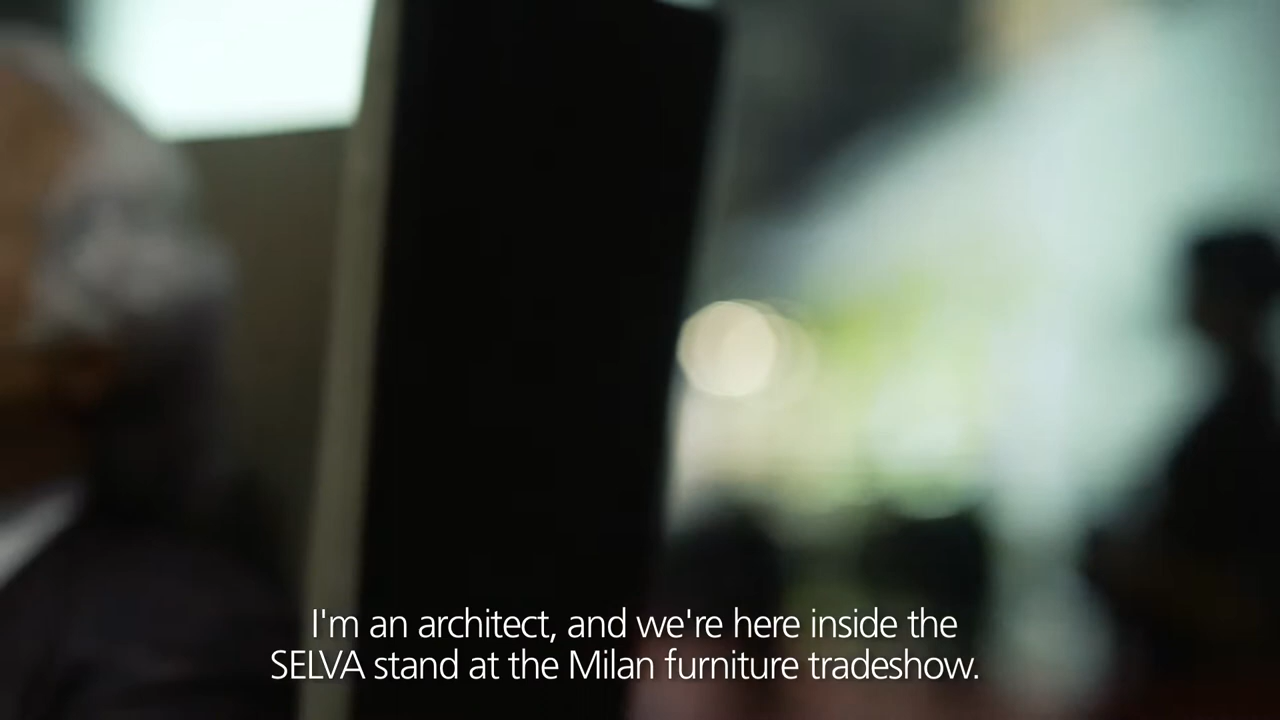 I'm an architect, and we're here inside the
SELVA stand at the Milan furniture tradeshow.